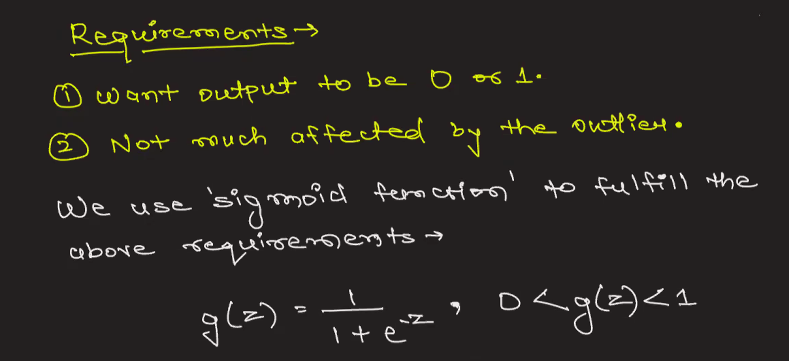 Requirements →
① Want output to be 0 or 1.
② Not much affected by the outlier.
We use 'sigmoid function' to fulfill the
above requirements →
g(z) = 1 / (1 + e^-z) , 0 < g(z) < 1